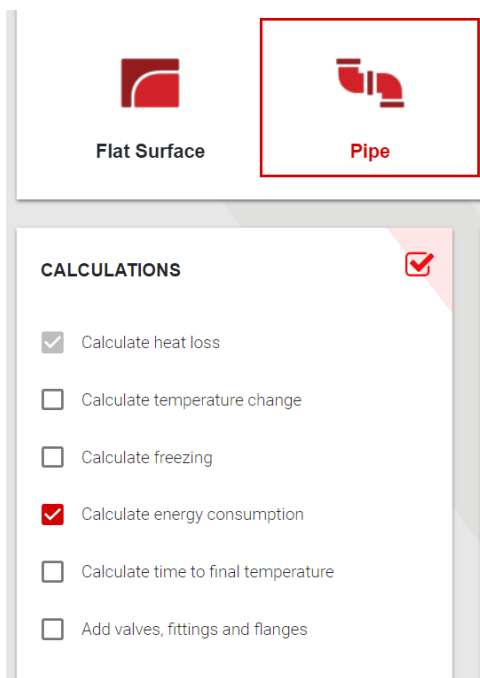 Flat Surface
Pipe
CALCULATIONS
Calculate heat loss
Calculate temperature change
Calculate freezing
Calculate energy consumption
Calculate time to final temperature
Add valves, fittings and flanges